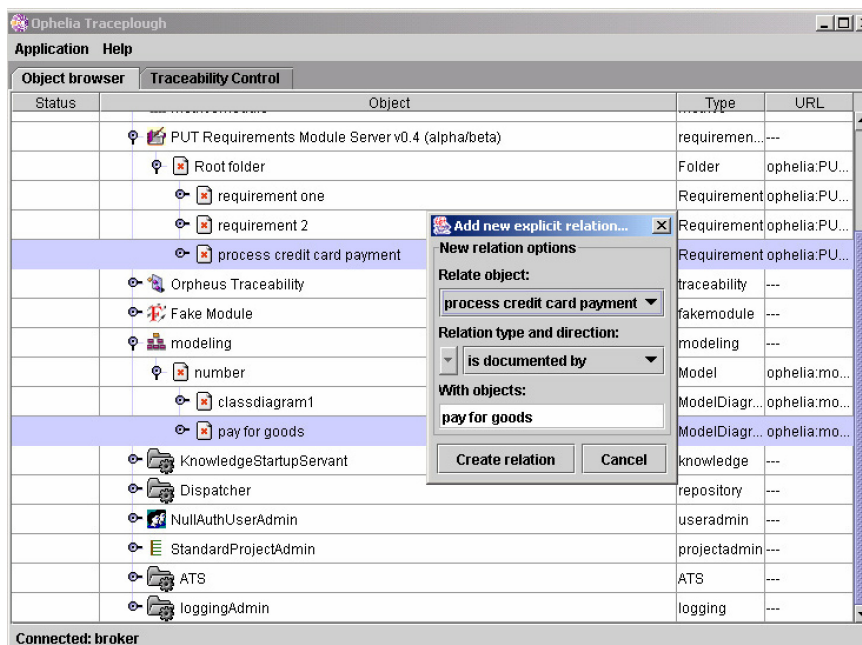 Ophelia Traceplough
Application Help
Object browser Traceability Control
Status Object Type URL
PUT Requirements Module Server v0.4 (alpha/beta) requiremen... ---
Root folder Folder ophelia:PU...
requirement one Requirement ophelia:PU...
requirement 2 Requirement ophelia:PU...
process credit card payment Requirement ophelia:PU...
Orpheus Traceability traceability ---
Fake Module fakemodule ---
modeling modeling ---
number Model ophelia:mo...
classdiagram1 ModelDiagr... ophelia:mo...
pay for goods ModelDiagr... ophelia:mo...
KnowledgeStartupServant knowledge ---
Dispatcher repository ---
NullAuthUserAdmin useradmin ---
StandardProjectAdmin projectadmin ---
ATS ATS ---
loggingAdmin logging ---
Add new explicit relation...
New relation options
Relate object:
process credit card payment
Relation type and direction:
is documented by
With objects:
pay for goods
Create relation Cancel
Connected: broker